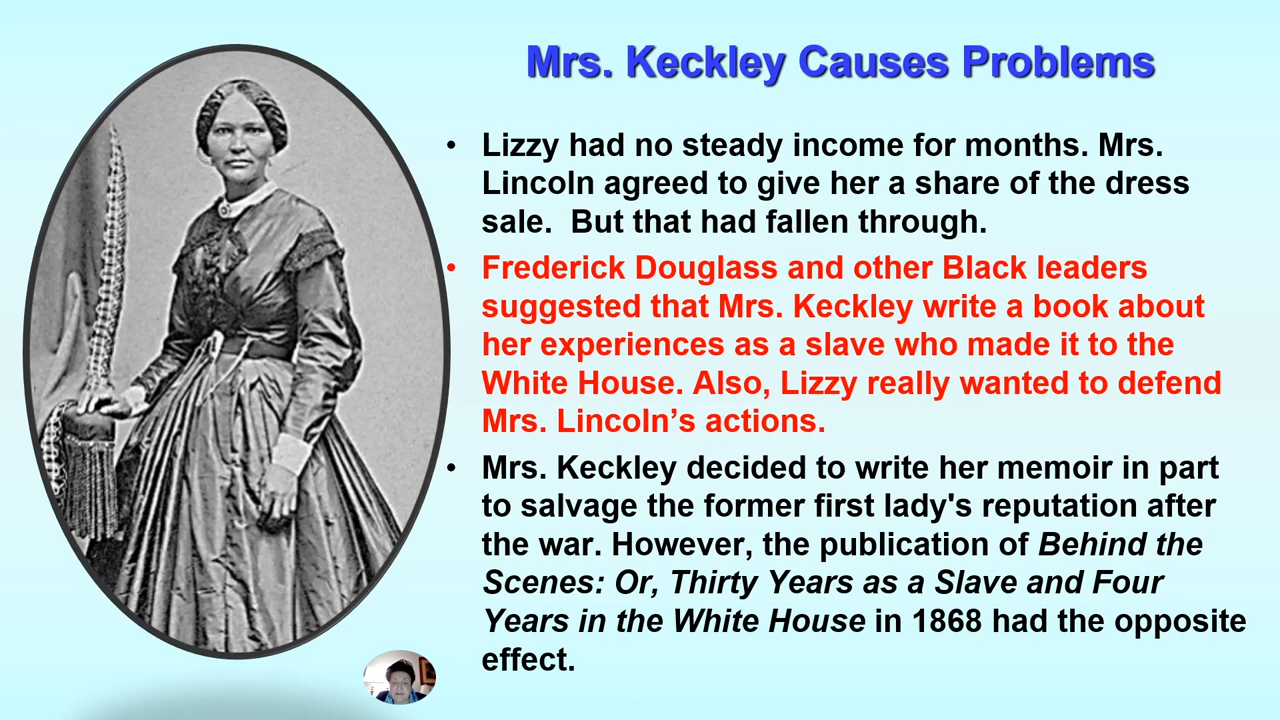 Mrs. Keckley Causes Problems
• Lizzy had no steady income for months. Mrs.
Lincoln agreed to give her a share of the dress
sale.  But that had fallen through.
• Frederick Douglass and other Black leaders
suggested that Mrs. Keckley write a book about
her experiences as a slave who made it to the
White House. Also, Lizzy really wanted to defend
Mrs. Lincoln’s actions.
• Mrs. Keckley decided to write her memoir in part
to salvage the former first lady's reputation after
the war. However, the publication of Behind the
Scenes: Or, Thirty Years as a Slave and Four
Years in the White House in 1868 had the opposite
effect.